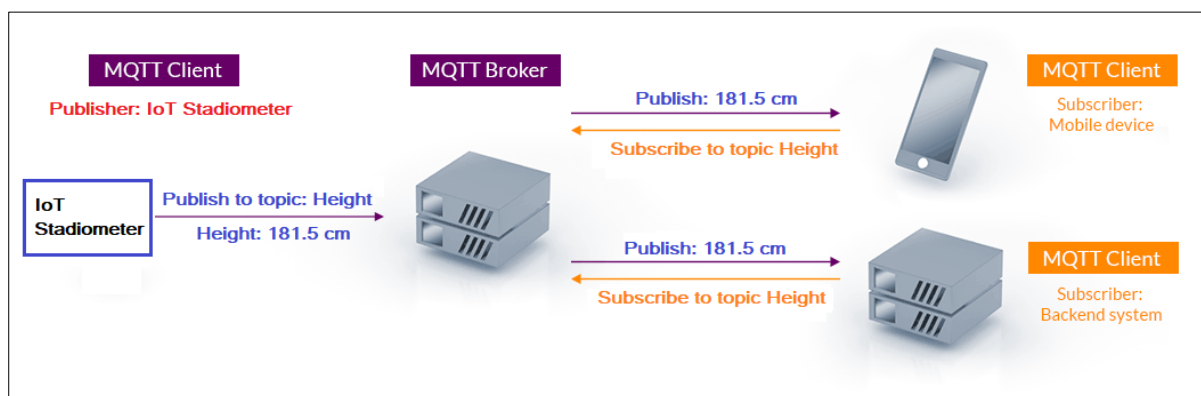 MQTT Client
Publisher: IoT Stadiometer
IoT
Stadiometer
Publish to topic: Height
Height: 181.5 cm
MQTT Broker
Publish: 181.5 cm
Subscribe to topic Height
MQTT Client
Subscriber:
Mobile device
Publish: 181.5 cm
Subscribe to topic Height
MQTT Client
Subscriber:
Backend system